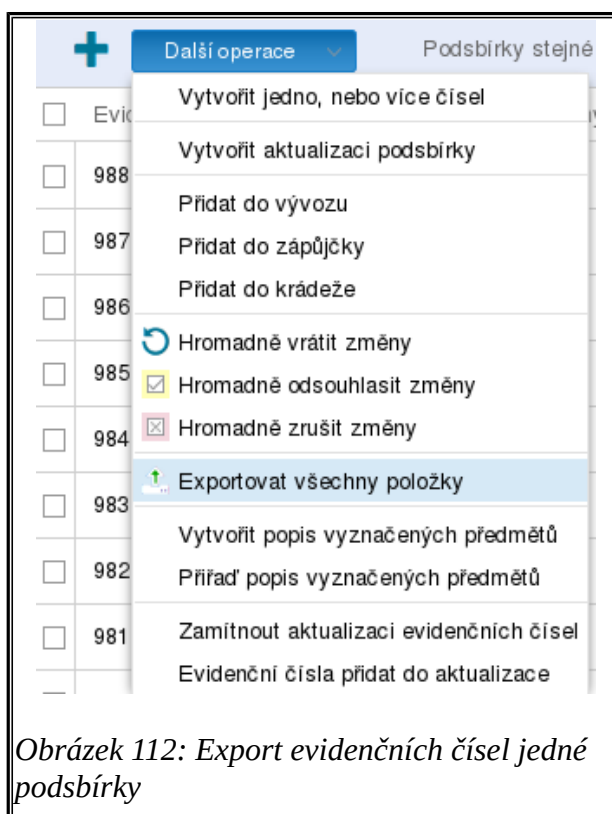 Další operace Podsbírky stejné
Evid
Vytvořit jedno, nebo více čísel
Vytvořit aktualizaci podsbírky
988
Přidat do vývozu
987
Přidat do zápůjčky
Přidat do krádeže
986
Hromadně vrátit změny
985
Hromadně odsouhlasit změny
984
Hromadně zrušit změny
Exportovat všechny položky
983
Vytvořit popis vyznačených předmětů
982
Přiřaď popis vyznačených předmětů
981
Zamítnout aktualizaci evidenčních čísel
Evidenční čísla přidat do aktualizace
Obrázek 112: Export evidenčních čísel jedné
podsbírky